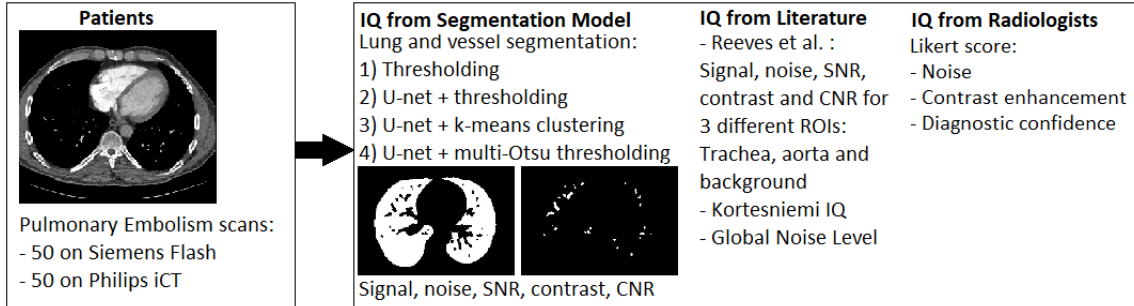 Patients
Pulmonary Embolism scans:
- 50 on Siemens Flash
- 50 on Philips iCT
IQ from Segmentation Model
Lung and vessel segmentation:
1) Thresholding
2) U-net + thresholding
3) U-net + k-means clustering
4) U-net + multi-Otsu thresholding
Signal, noise, SNR, contrast, CNR
IQ from Literature
- Reeves et al. :
Signal, noise, SNR,
contrast and CNR for
3 different ROIs:
Trachea, aorta and
background
- Kortesniemi IQ
- Global Noise Level
IQ from Radiologists
Likert score:
- Noise
- Contrast enhancement
- Diagnostic confidence